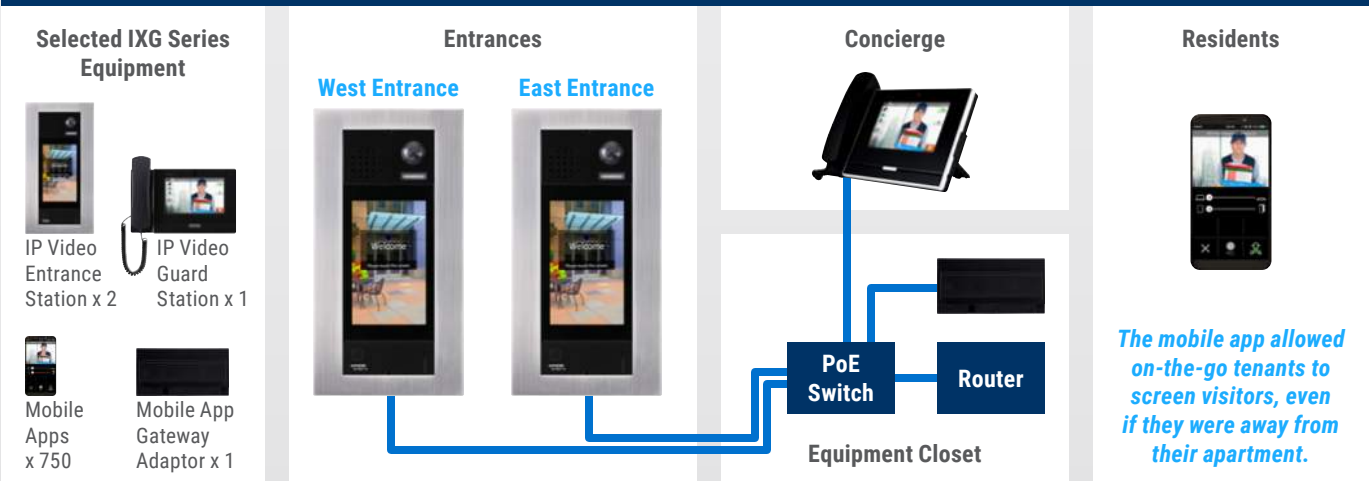 Selected IXG Series
Equipment
IP Video
Entrance
Station x 2
IP Video
Guard
Station x 1
Mobile
Apps
x 750
Mobile App
Gateway
Adaptor x 1
Entrances
West Entrance
East Entrance
Welcome
Welcome
Concierge
PoE
Switch
Router
Equipment Closet
Residents
The mobile app allowed
on-the-go tenants to
screen visitors, even
if they were away from
their apartment.